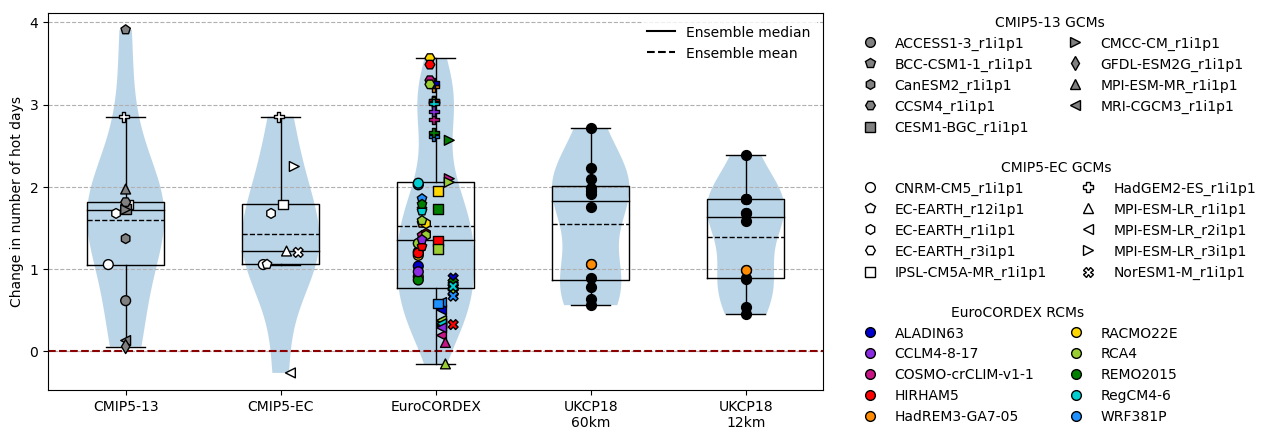 Change in number of hot days
4
3
2
1
0
Ensemble median
Ensemble mean
CMIP5-13
CMIP5-EC
EuroCORDEX
UKCP18
60km
UKCP18
12km
CMIP5-13 GCMs
ACCESS1-3_r1i1p1
BCC-CSM1-1_r1i1p1
CanESM2_r1i1p1
CCSM4_r1i1p1
CESM1-BGC_r1i1p1
CMCC-CM_r1i1p1
GFDL-ESM2G_r1i1p1
MPI-ESM-MR_r1i1p1
MRI-CGCM3_r1i1p1
CMIP5-EC GCMs
CNRM-CM5_r1i1p1
EC-EARTH_r12i1p1
EC-EARTH_r1i1p1
EC-EARTH_r3i1p1
IPSL-CM5A-MR_r1i1p1
HadGEM2-ES_r1i1p1
MPI-ESM-LR_r1i1p1
MPI-ESM-LR_r2i1p1
MPI-ESM-LR_r3i1p1
NorESM1-M_r1i1p1
EuroCORDEX RCMs
ALADIN63
CCLM4-8-17
COSMO-crCLIM-v1-1
HIRHAM5
HadREM3-GA7-05
RACMO22E
RCA4
REMO2015
RegCM4-6
WRF381P